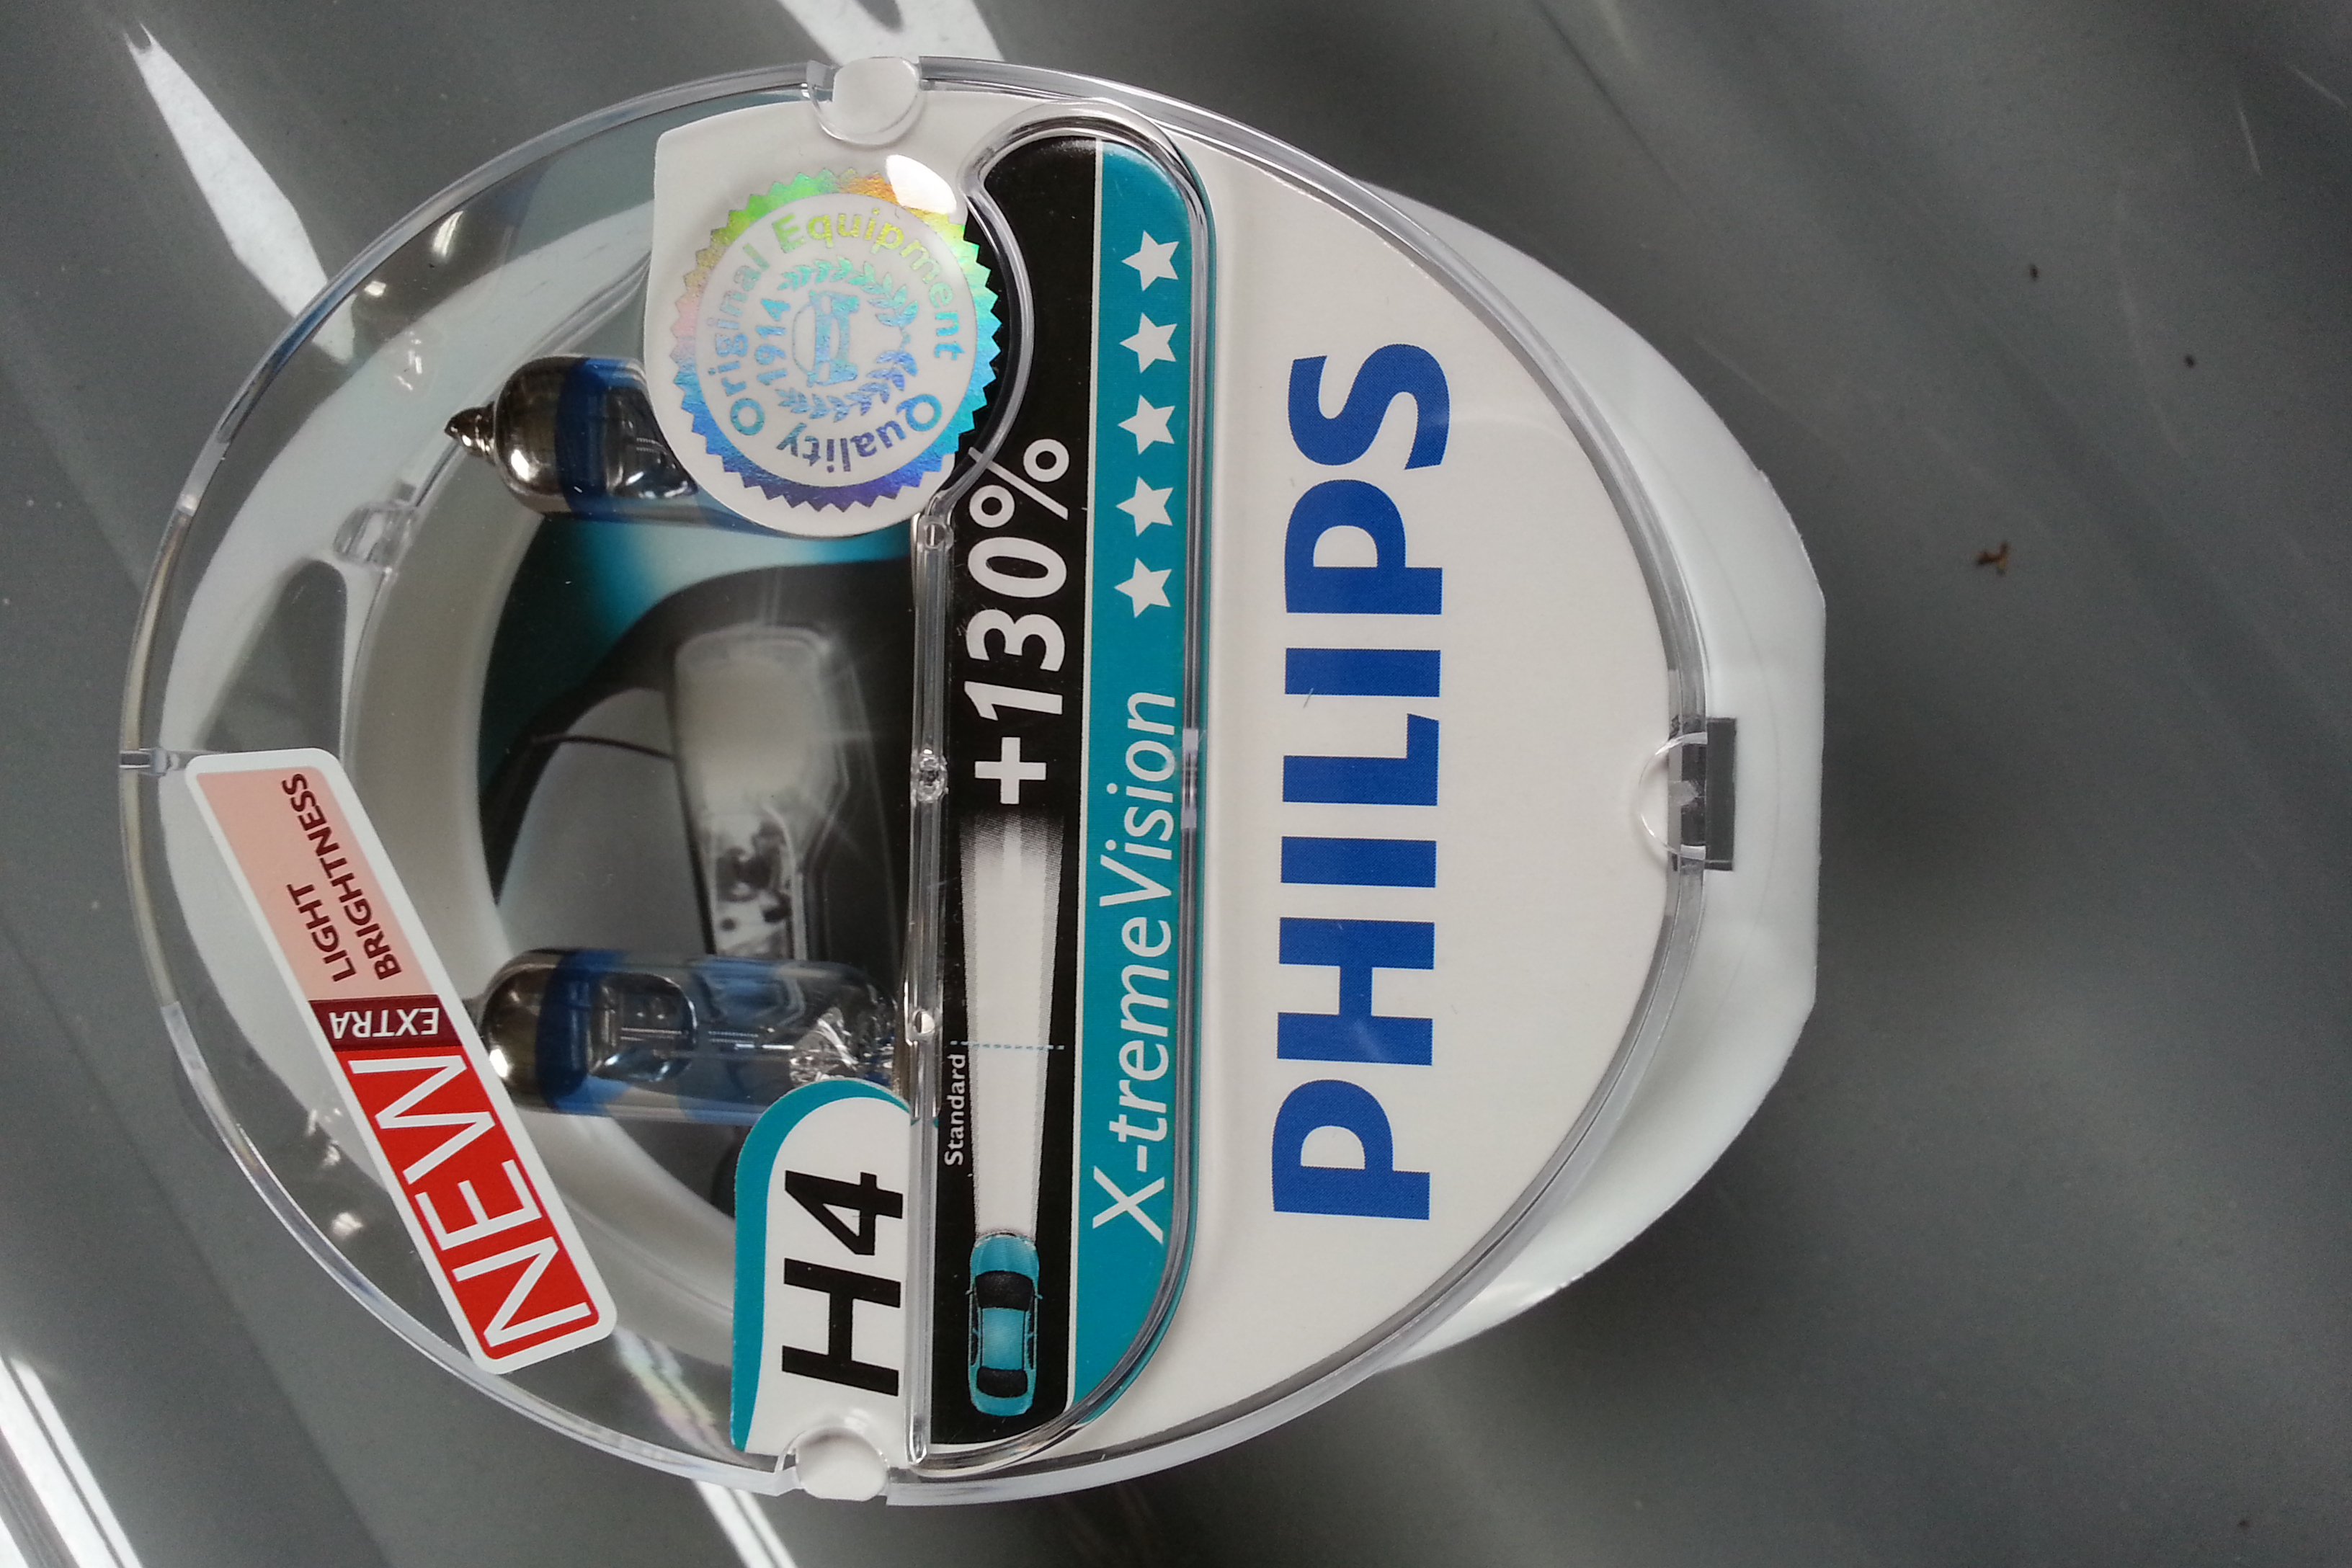 NEW EXTRA LIGHT BRIGHTNESS
Original Equipment Quality
1914
H4
Standard
+130%
X-tremeVision
PHILIPS